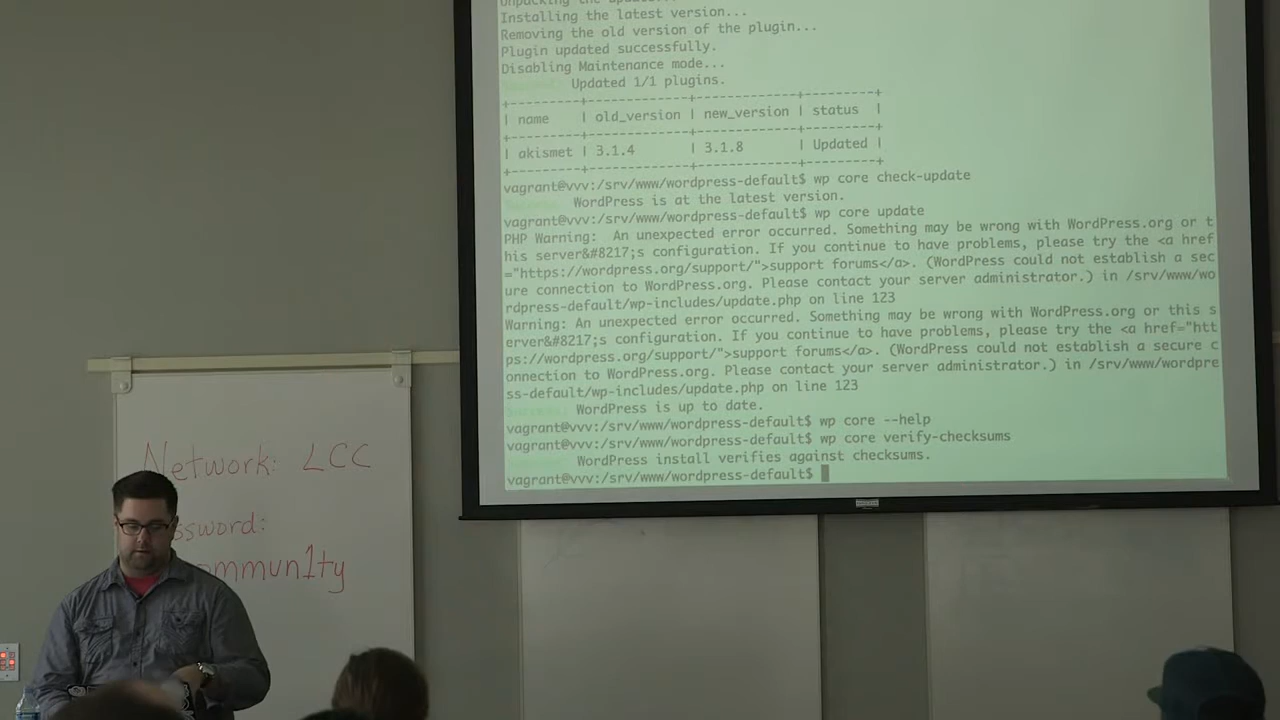 Unpacking the update...
Installing the latest version...
Removing the old version of the plugin...
Plugin updated successfully.
Disabling Maintenance mode...
Success: Updated 1/1 plugins.
+---------+-------------+-------------+---------+
| name | old_version | new_version | status |
+---------+-------------+-------------+---------+
| akismet | 3.1.4 | 3.1.8 | Updated |
+---------+-------------+-------------+---------+
vagrant@vvv:/srv/www/wordpress-default$ wp core check-update
Success: WordPress is at the latest version.
vagrant@vvv:/srv/www/wordpress-default$ wp core update
PHP Warning:  An unexpected error occurred. Something may be wrong with WordPress.org or t
his server&#8217;s configuration. If you continue to have problems, please try the <a href
="https://wordpress.org/support/">support forums</a>. (WordPress could not establish a sec
ure connection to WordPress.org. Please contact your server administrator.) in /srv/www/wo
rdpress-default/wp-includes/update.php on line 123
Warning: An unexpected error occurred. Something may be wrong with WordPress.org or this s
erver&#8217;s configuration. If you continue to have problems, please try the <a href="htt
ps://wordpress.org/support/">support forums</a>. (WordPress could not establish a secure c
onnection to WordPress.org. Please contact your server administrator.) in /srv/www/wordpre
ss-default/wp-includes/update.php on line 123
Success: WordPress is up to date.
vagrant@vvv:/srv/www/wordpress-default$ wp core --help
vagrant@vvv:/srv/www/wordpress-default$ wp core verify-checksums
WordPress install verifies against checksums.
vagrant@vvv:/srv/www/wordpress-default$
Network: LCC
ssword:
ommun1ty